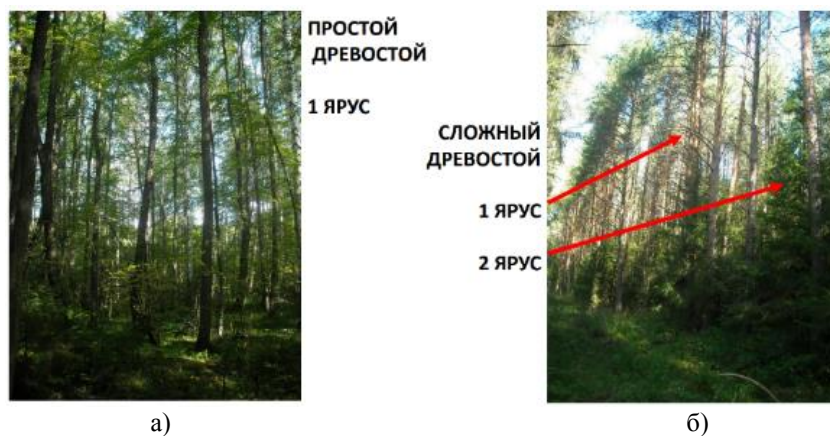 ПРОСТОЙ
ДРЕВОСТОЙ
1 ЯРУС
СЛОЖНЫЙ
ДРЕВОСТОЙ
1 ЯРУС
2 ЯРУС
а)
б)